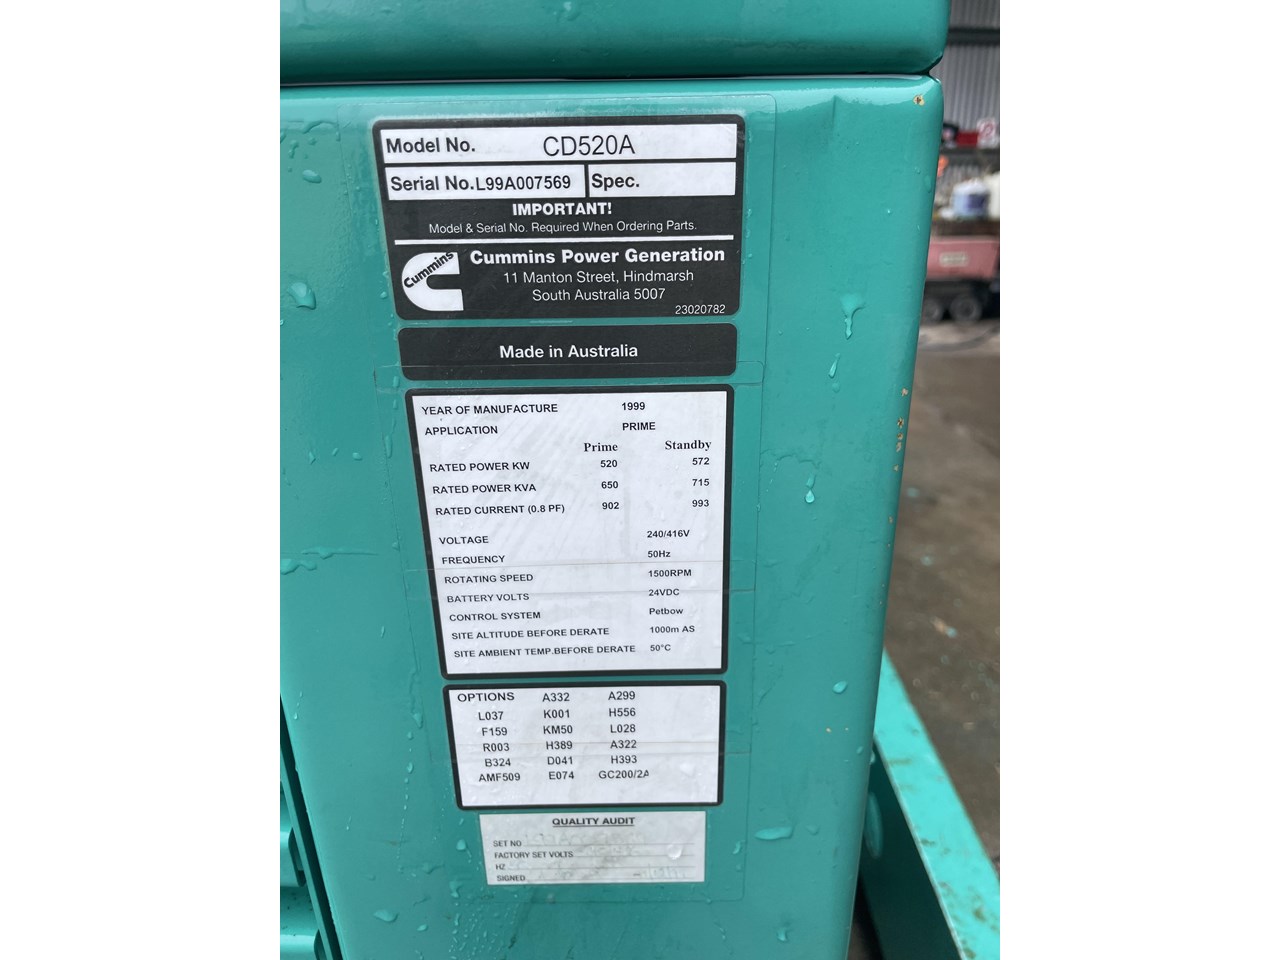 Model No. CD520A
Serial No.L99A007569 Spec.
IMPORTANT!
Model & Serial No. Required When Ordering Parts.
Cummins
Cummins Power Generation
11 Manton Street, Hindmarsh
South Australia 5007
23020782
Made in Australia
YEAR OF MANUFACTURE 1999
APPLICATION PRIME
Prime Standby
RATED POWER KW 520 572
RATED POWER KVA 650 715
RATED CURRENT (0.8 PF) 902 993
VOLTAGE 240/416V
FREQUENCY 50Hz
ROTATING SPEED 1500RPM
BATTERY VOLTS 24VDC
CONTROL SYSTEM Petbow
SITE ALTITUDE BEFORE DERATE 1000m AS
SITE AMBIENT TEMP.BEFORE DERATE 50°C
OPTIONS A332 A299
L037 K001 H556
F159 KM50 L028
R003 H389 A322
B324 D041 H393
AMF509 E074 GC200/2A
QUALITY AUDIT
SET NO
FACTORY SET VOLTS
HZ
SIGNED